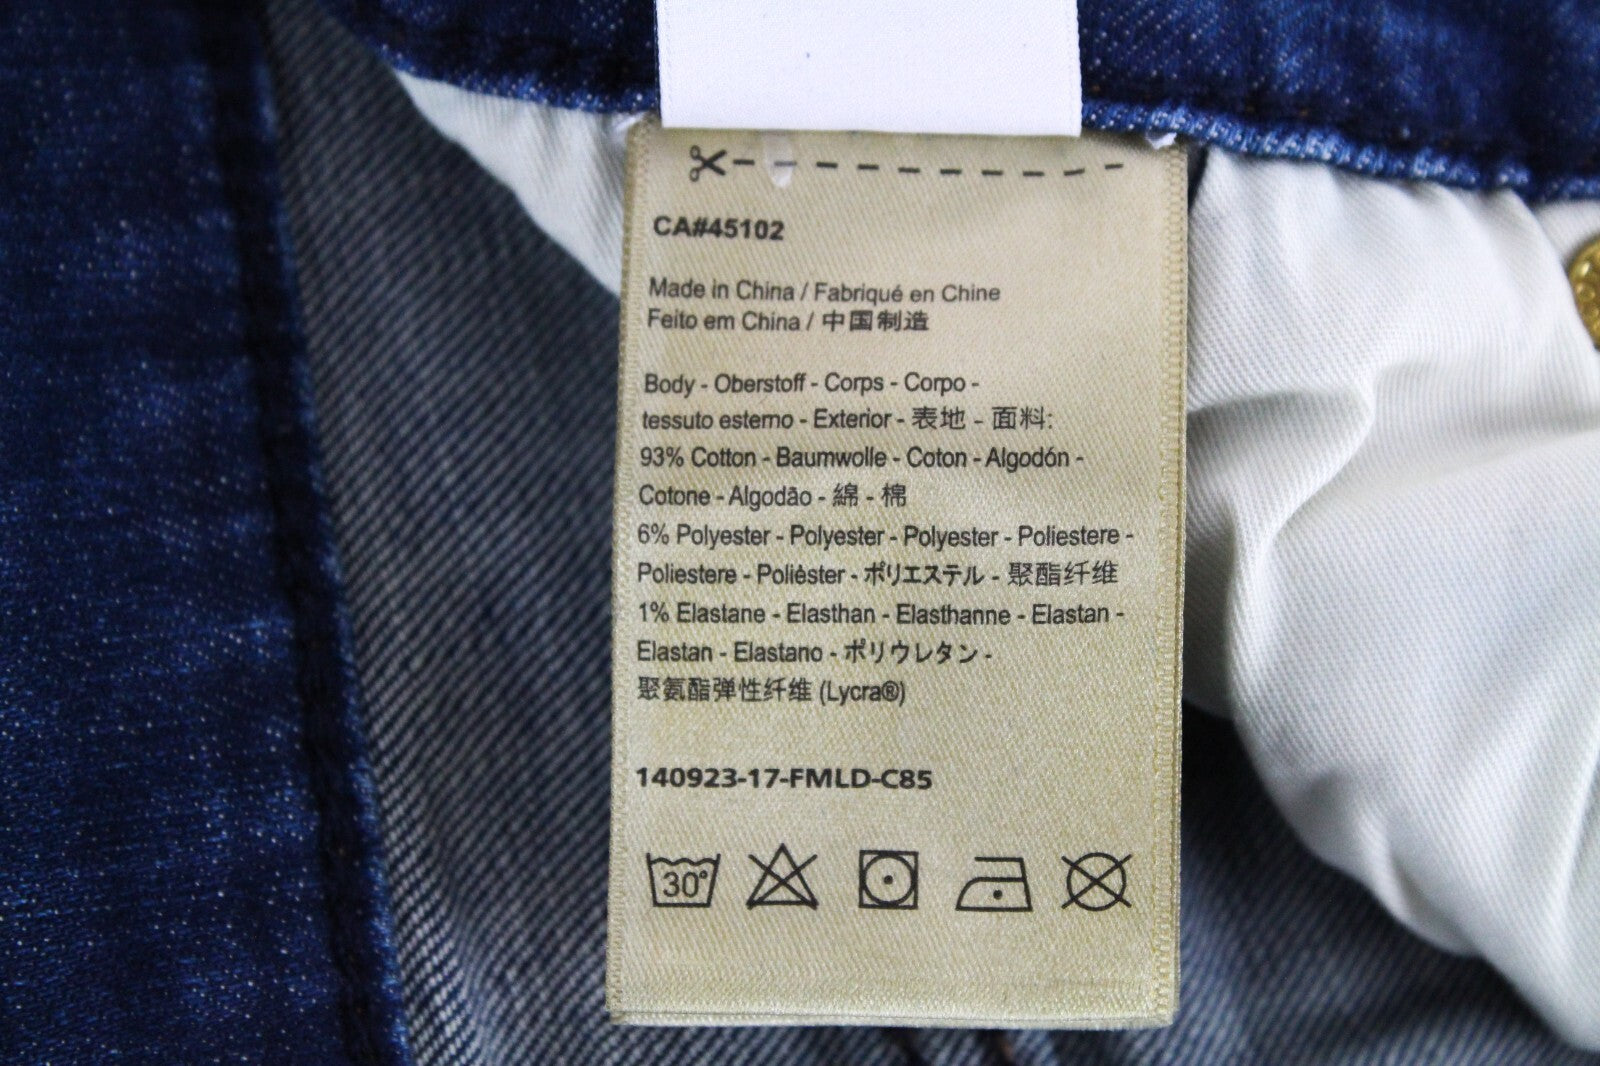 CA#45102
Made in China / Fabriqué en Chine
Feito em China / 中国制造
Body - Oberstoff - Corps - Corpo -
tessuto esterno - Exterior - 表地 - 面料:
93% Cotton - Baumwolle - Coton - Algodón -
Cotone - Algodão - 綿 - 棉
6% Polyester - Polyester - Polyester - Poliestere -
Poliestere - Poliéster - ポリエステル - 聚酯纤维
1% Elastane - Elasthan - Elasthanne - Elastan -
Elastan - Elastano - ポリウレタン -
聚氨酯弹性纤维 (Lycra®)
140923-17-FMLD-C85
30°